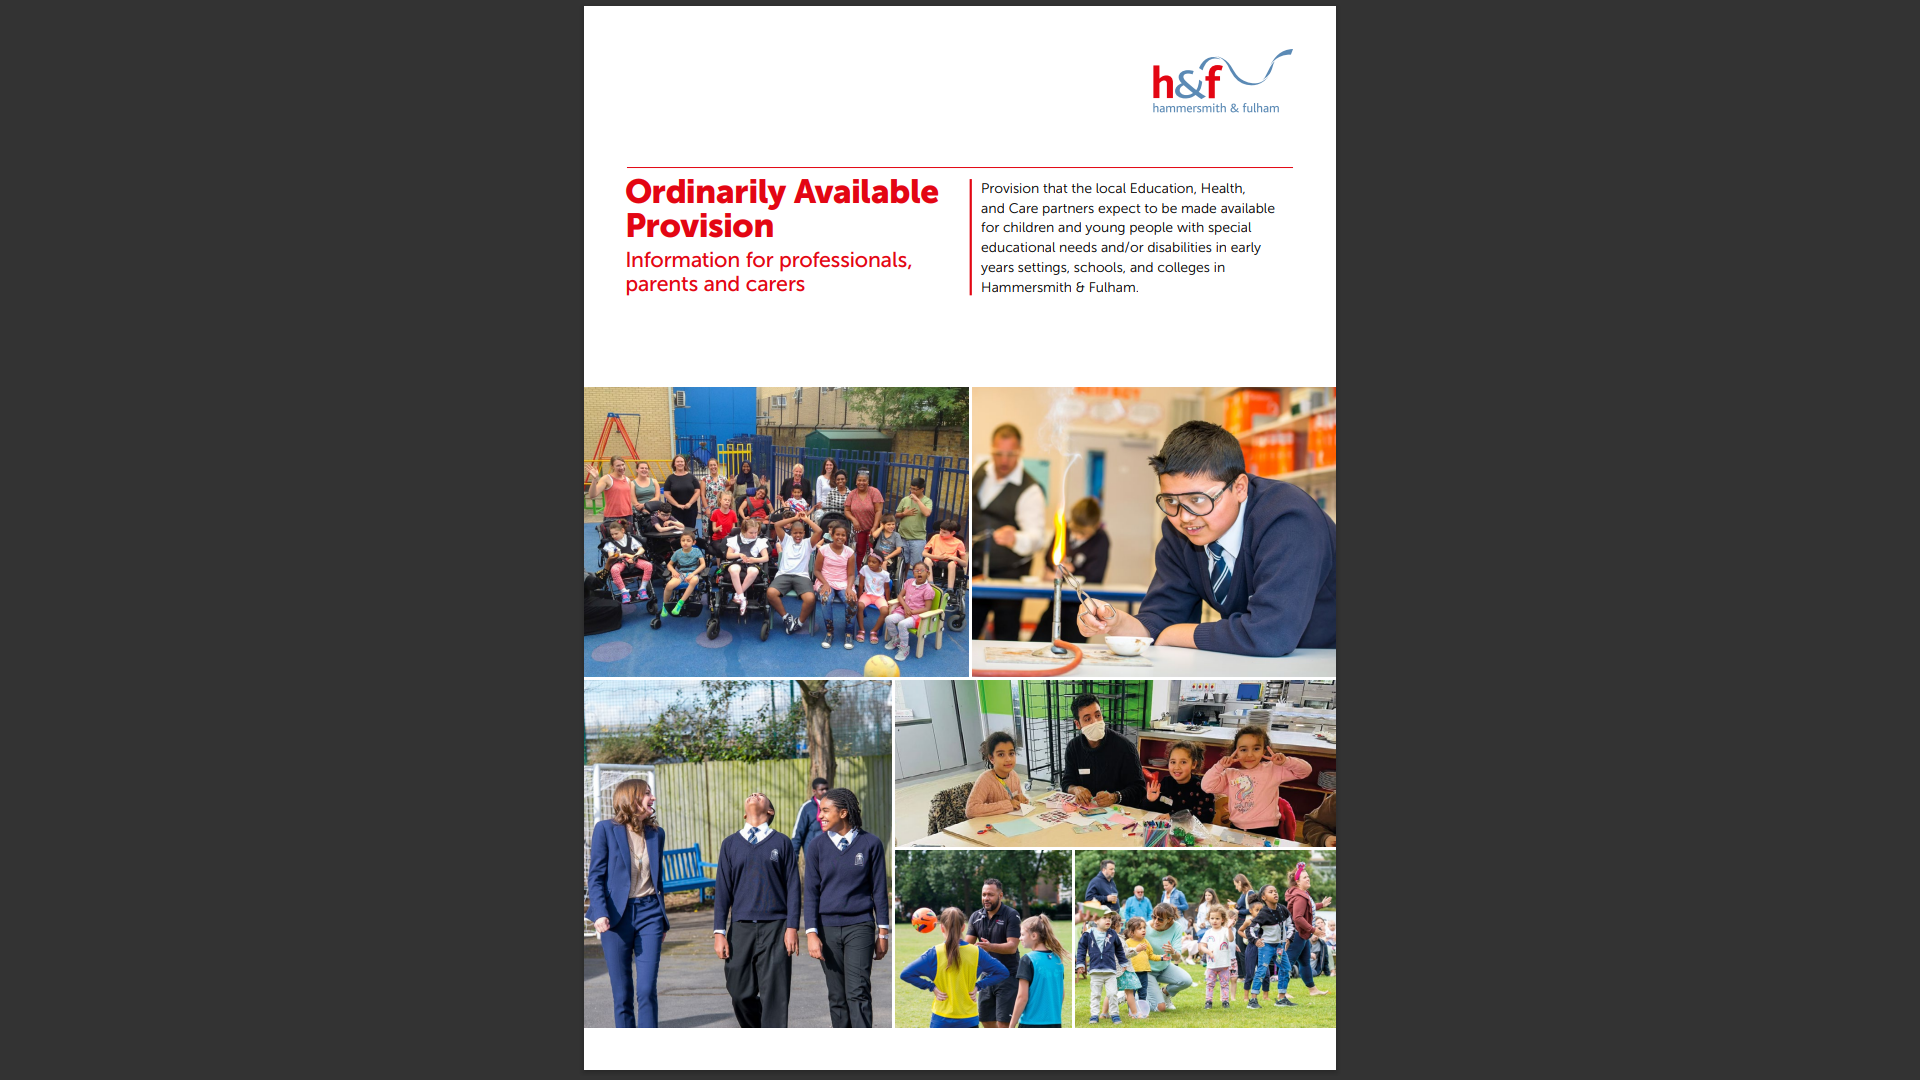 h&f
hammersmith & fulham
Ordinarily Available
Provision
Information for professionals,
parents and carers
Provision that the local Education, Health,
and Care partners expect to be made available
for children and young people with special
educational needs and/or disabilities in early
years settings, schools, and colleges in
Hammersmith & Fulham.